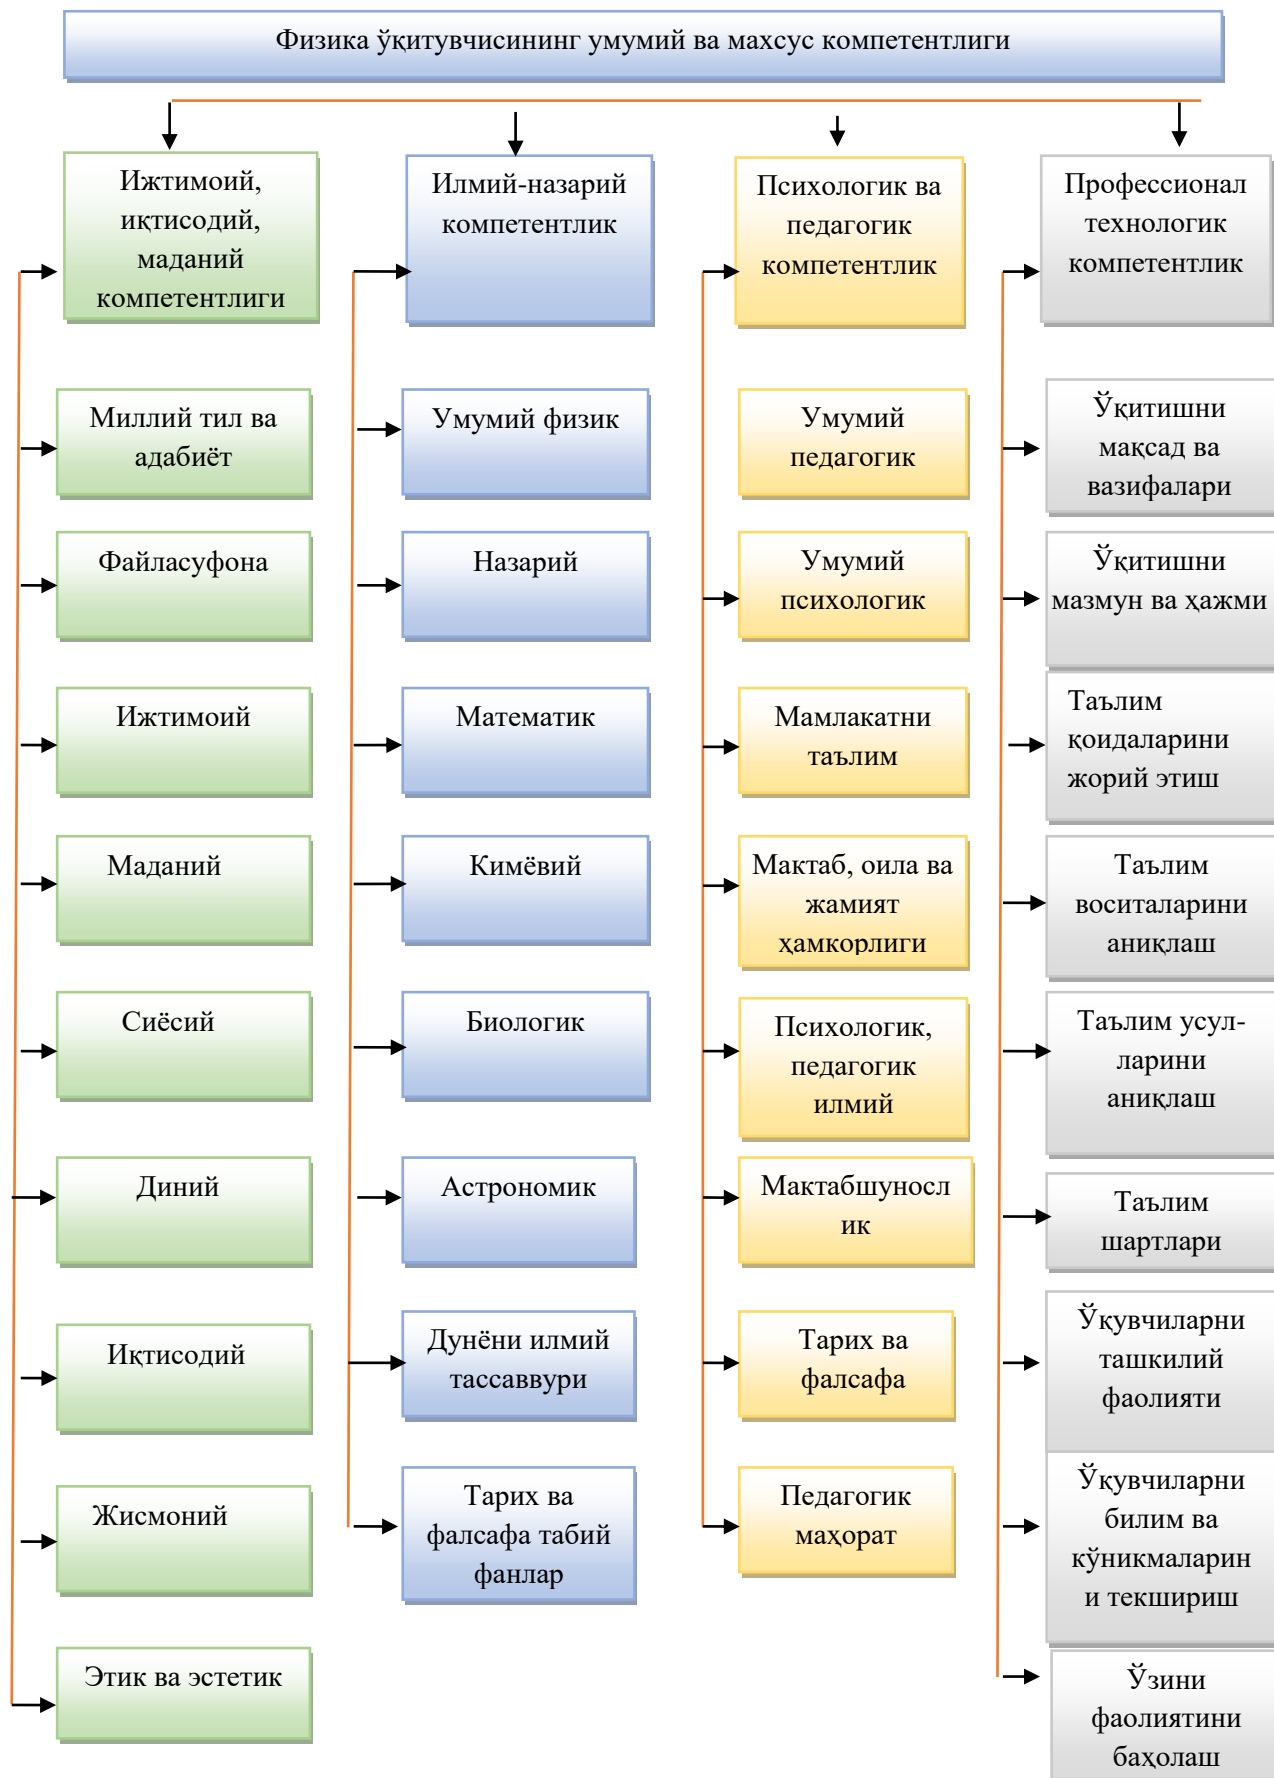 Физика ўқитувчисининг умумий ва махсус компетентлиги
Ижтимоий,
иқтисодий,
маданий
компетентлиги
Миллий тил ва
адабиёт
Файласуфона
Ижтимоий
Маданий
Сиёсий
Диний
Иқтисодий
Жисмоний
Этик ва эстетик
Илмий-назарий
компетентлик
Умумий физик
Назарий
Математик
Кимёвий
Биологик
Астрономик
Дунёни илмий
тассаввури
Тарих ва
фалсафа табий
фанлар
Психологик ва
педагогик
компетентлик
Умумий
педагогик
Умумий
психологик
Мамлакатни
таълим
Мактаб, оила ва
жамият
ҳамкорлиги
Психологик,
педагогик
илмий
Мактабшуносл
ик
Тарих ва
фалсафа
Педагогик
маҳорат
Профессионал
технологик
компетентлик
Ўқитишни
мақсад ва
вазифалари
Ўқитишни
мазмун ва ҳажми
Таълим
қоидаларини
жорий этиш
Таълим
воситаларини
аниқлаш
Таълим усул-
ларини
аниқлаш
Таълим
шартлари
Ўқувчиларни
ташкилий
фаолияти
Ўқувчиларни
билим ва
кўникмаларин
и текшириш
Ўзини
фаолиятини
баҳолаш